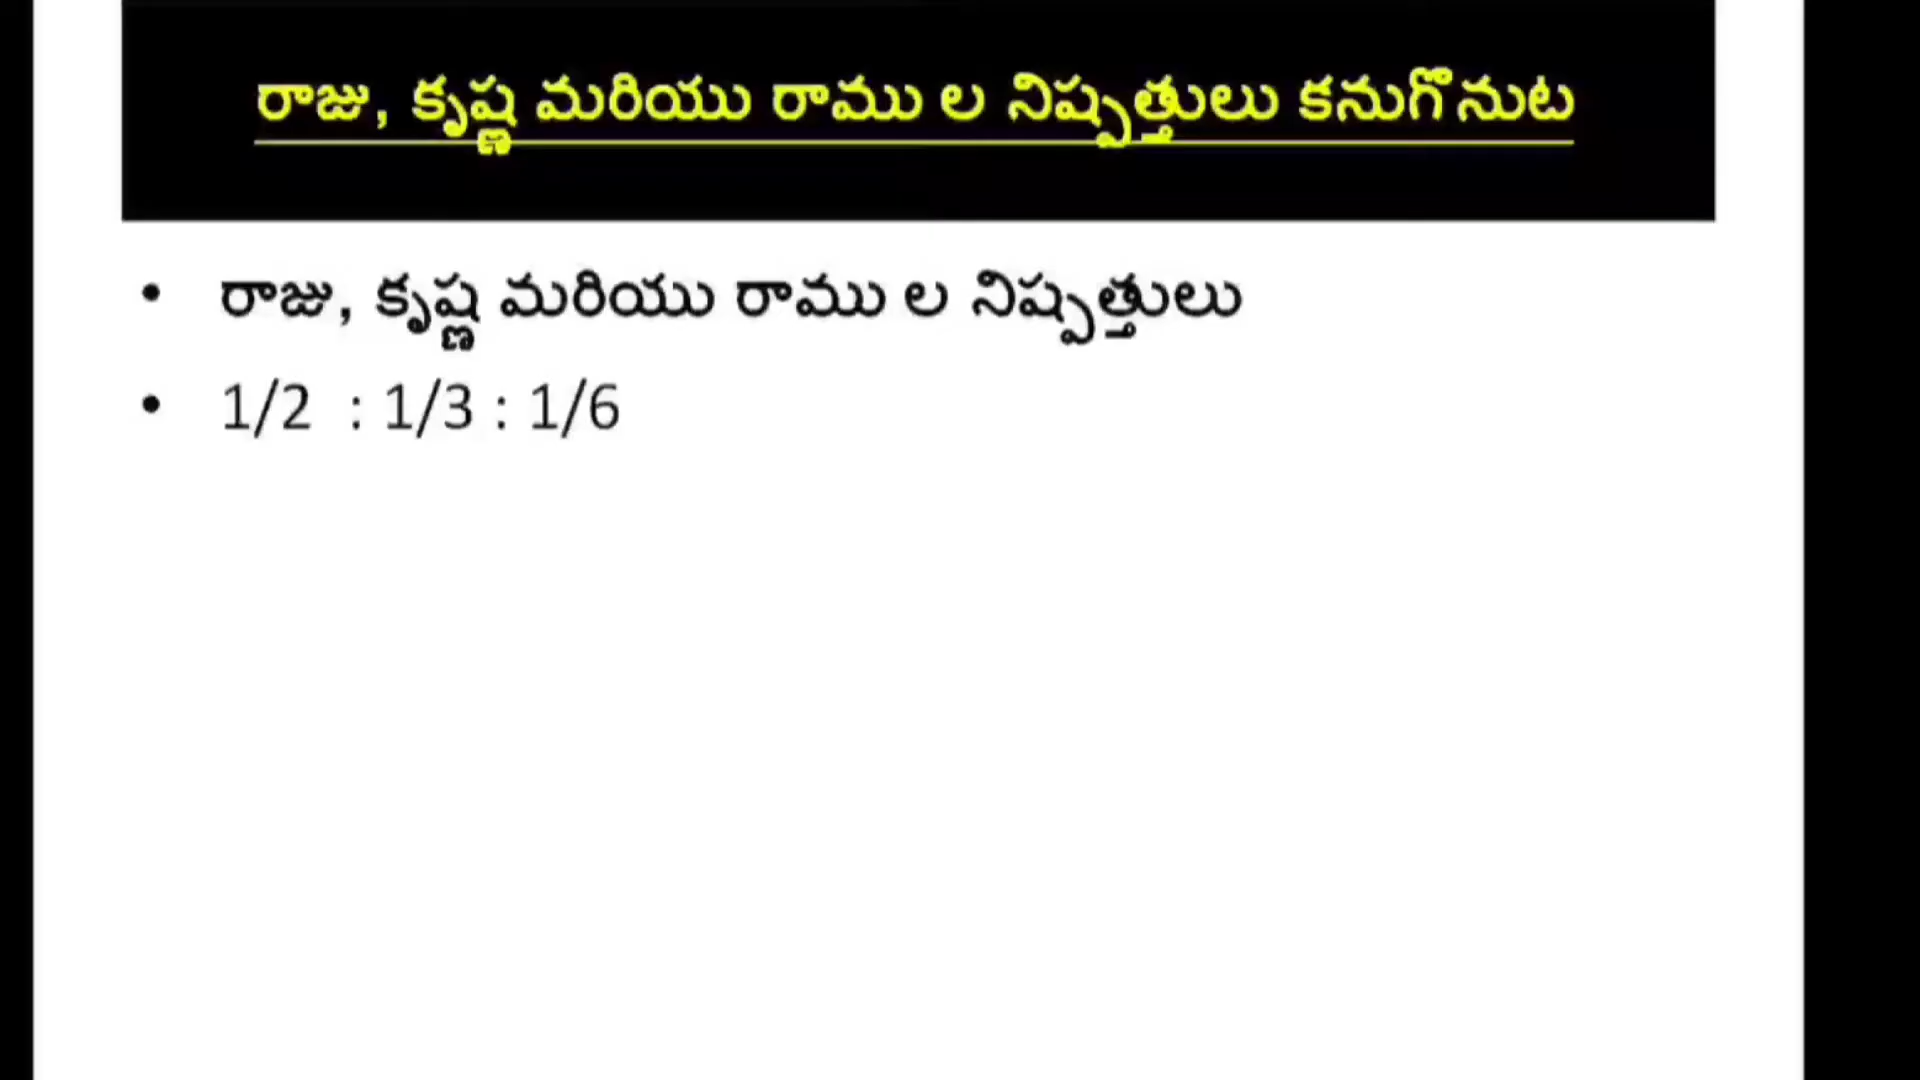 రాజు, కృష్ణ మరియు రాము ల నిష్పత్తులు కనుగొనుట
• రాజు, కృష్ణ మరియు రాము ల నిష్పత్తులు
• 1/2 : 1/3 : 1/6